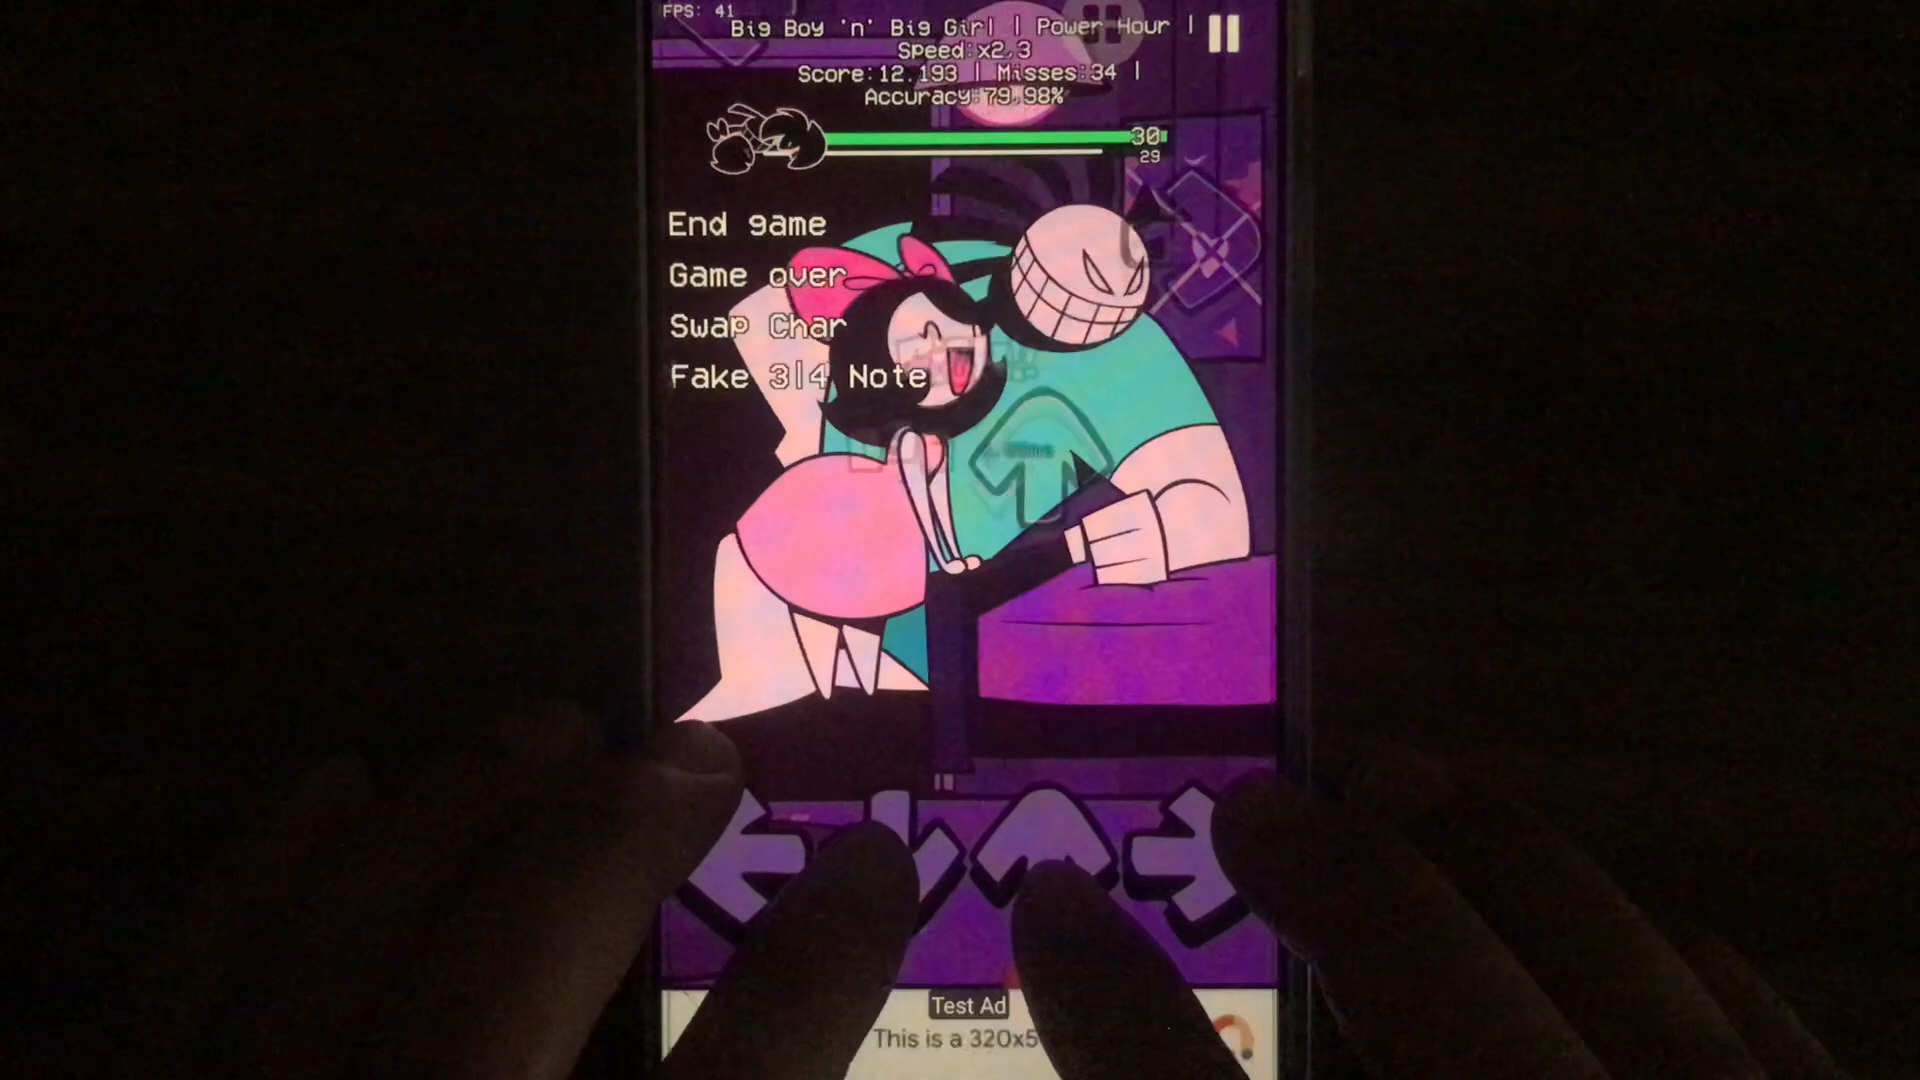 FPS: 41
Big Boy 'n' Big Girl | Power Hour |
Speed:x2,3
Score:12.193 | Misses:34 |
Accuracy:79,98%
30
29
End game
Game over
Swap Char
Fake 3|4 Note
Test Ad
This is a 320x5